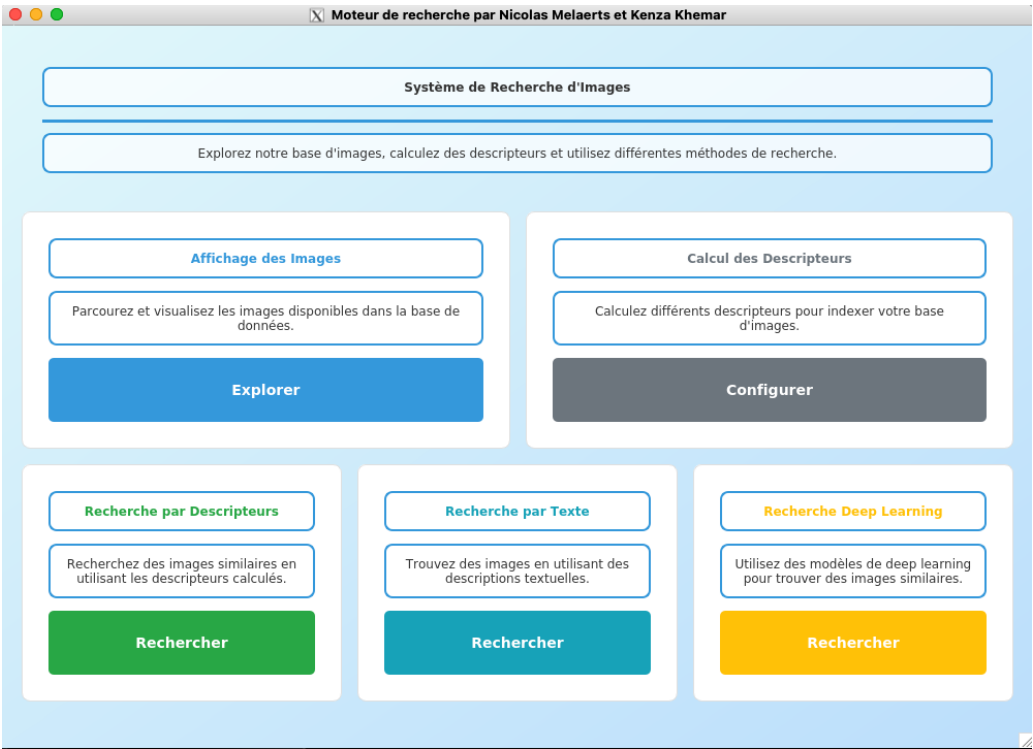 Moteur de recherche par Nicolas Melaerts et Kenza Khemar
Système de Recherche d'Images
Explorez notre base d'images, calculez des descripteurs et utilisez différentes méthodes de recherche.
Affichage des Images
Parcourez et visualisez les images disponibles dans la base de
données.
Explorer
Calcul des Descripteurs
Calculez différents descripteurs pour indexer votre base
d'images.
Configurer
Recherche par Descripteurs
Recherchez des images similaires en
utilisant les descripteurs calculés.
Rechercher
Recherche par Texte
Trouvez des images en utilisant des
descriptions textuelles.
Rechercher
Recherche Deep Learning
Utilisez des modèles de deep learning
pour trouver des images similaires.
Rechercher